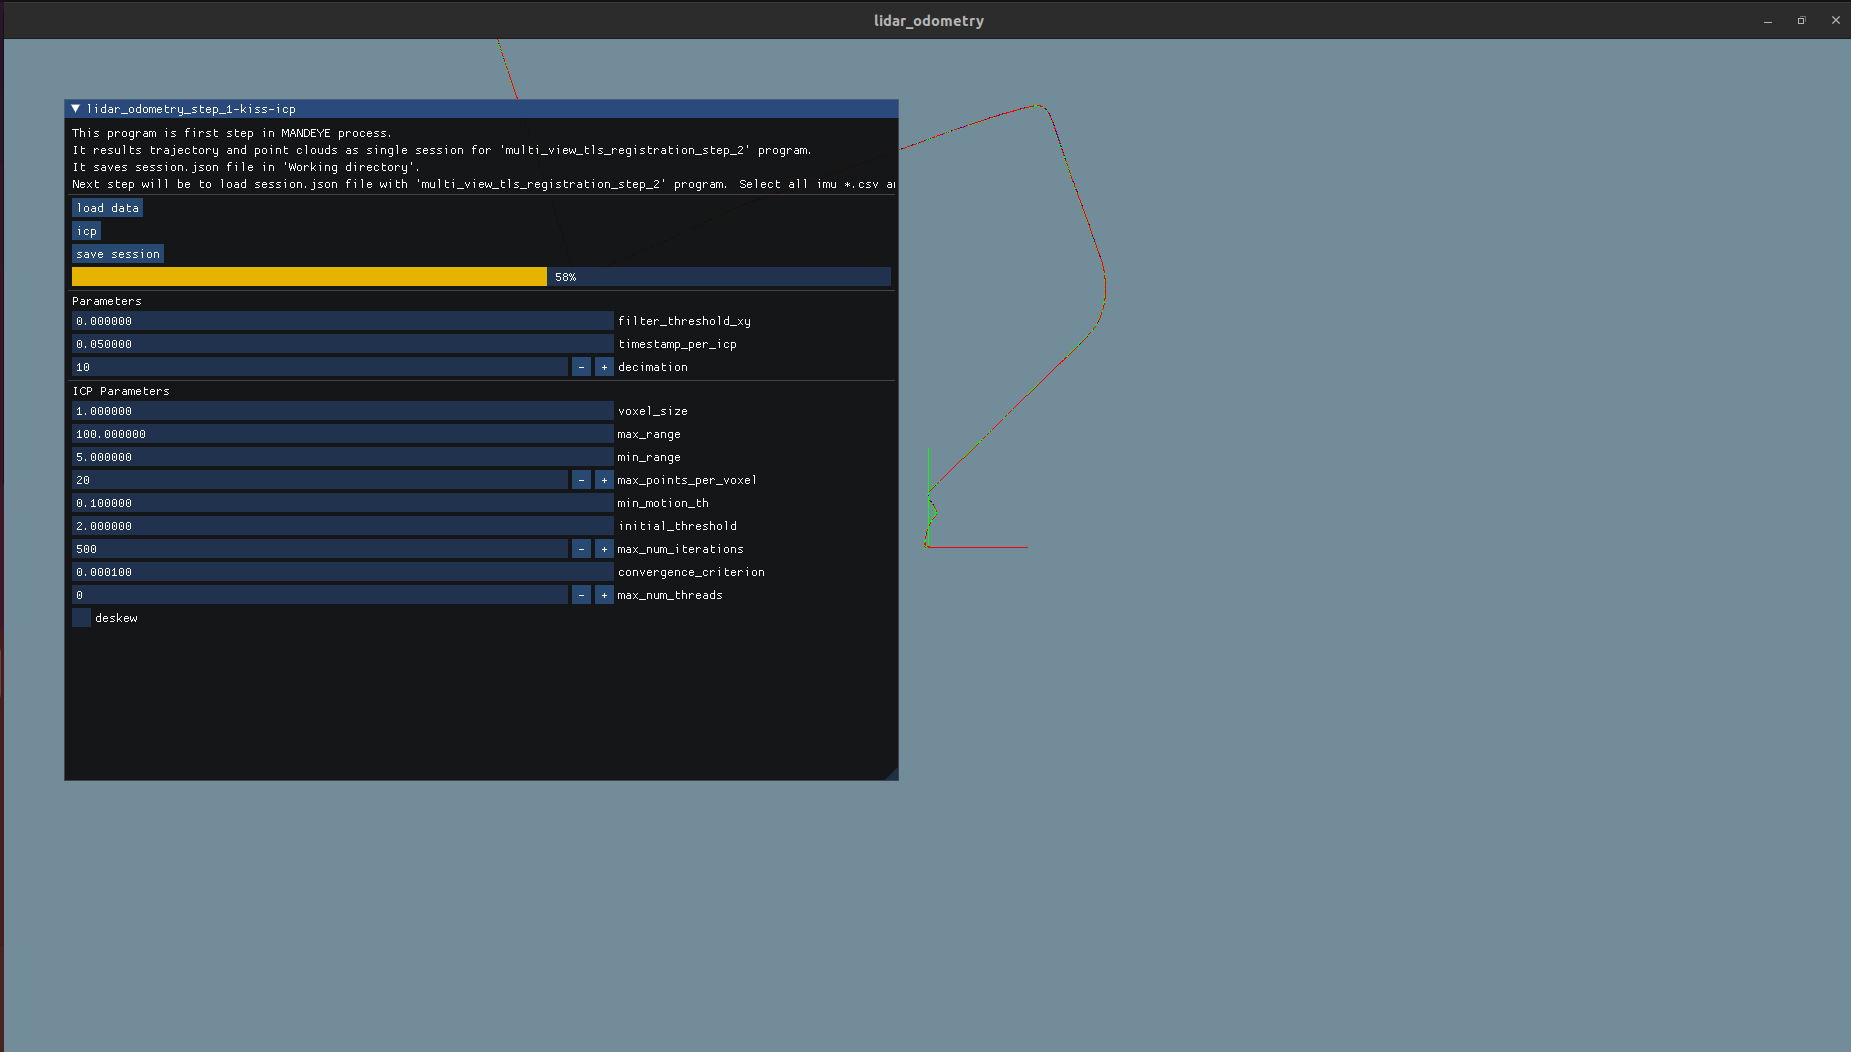 lidar_odometry
lidar_odometry_step_1-kiss-icp
This program is first step in MANDEYE process.
It results trajectory and point clouds as single session for 'multi_view_tls_registration_step_2' program.
It saves session.json file in 'Working directory'.
Next step will be to load session.json file with 'multi_view_tls_registration_step_2' program. Select all imu *.csv
load data
icp
save session
58%
Parameters
0.000000 filter_threshold_xy
0.050000 timestamp_per_icp
10 - + decimation
ICP Parameters
1.000000 voxel_size
100.000000 max_range
5.000000 min_range
20 - + max_points_per_voxel
0.100000 min_motion_th
2.000000 initial_threshold
500 - + max_num_iterations
0.000100 convergence_criterion
0 - + max_num_threads
deskew